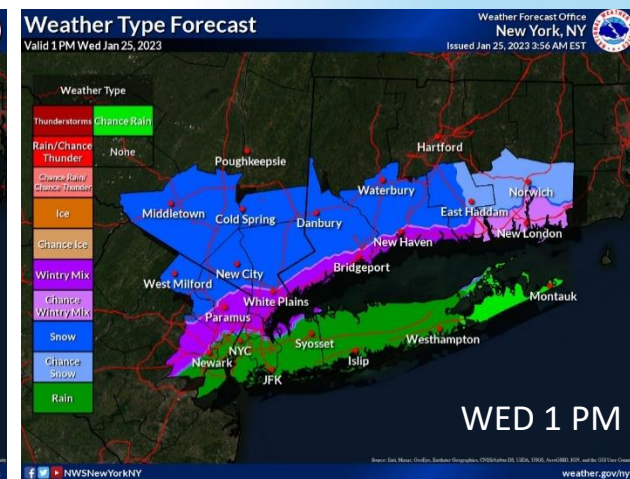 Weather Type Forecast
Valid 1 PM Wed Jan 25, 2023
Weather Forecast Office
New York, NY
Issued Jan 25, 2023 3:56 AM EST
Weather Type
Thunderstorms
Chance Rain
Rain/Chance
Thunder
None
Chance Rain/
Chance Thunder
Ice
Chance Ice
Wintry Mix
Chance
Wintry Mix
Snow
Chance
Snow
Rain
Poughkeepsie
Hartford
Waterbury
Norwich
Middletown
Cold Spring
Danbury
East Haddam
New Haven
New London
New City
Bridgeport
West Milford
White Plains
Montauk
Paramus
Syosset
Westhampton
NYC
Newark
Islip
JFK
WED 1 PM
NWSNewYorkNY
weather.gov/ny